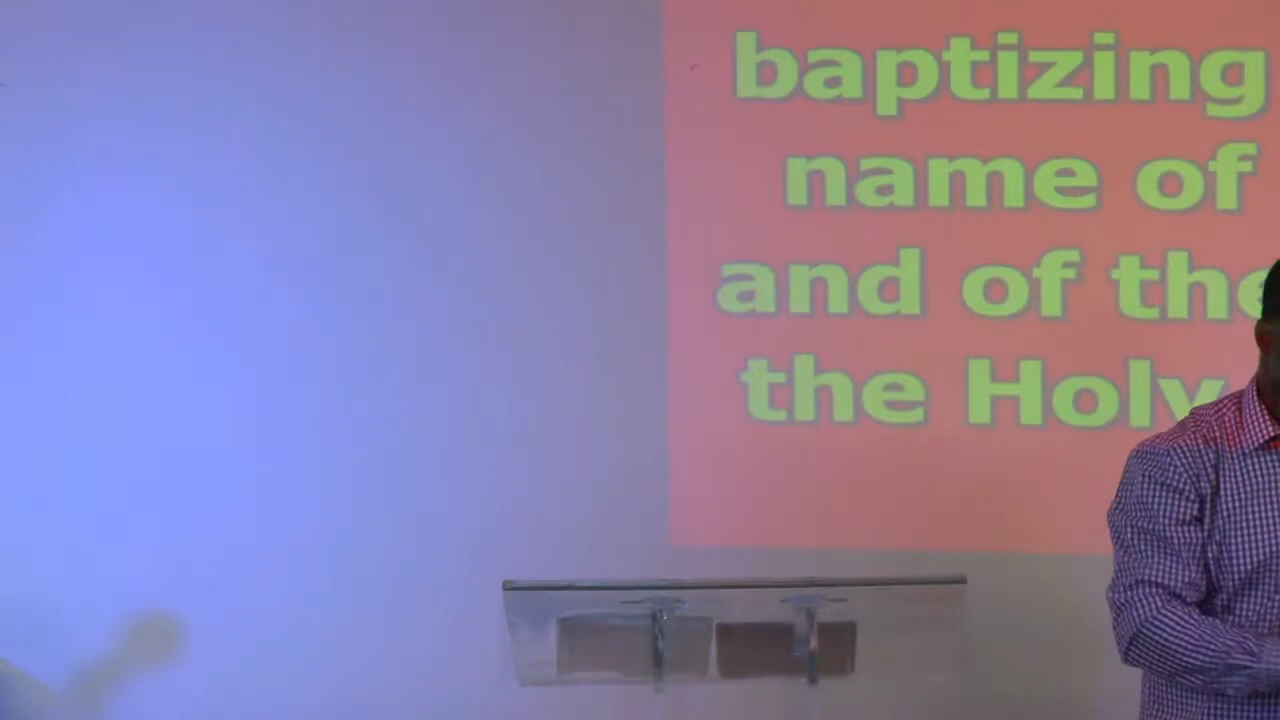 baptizing
name of
and of the
the Holy